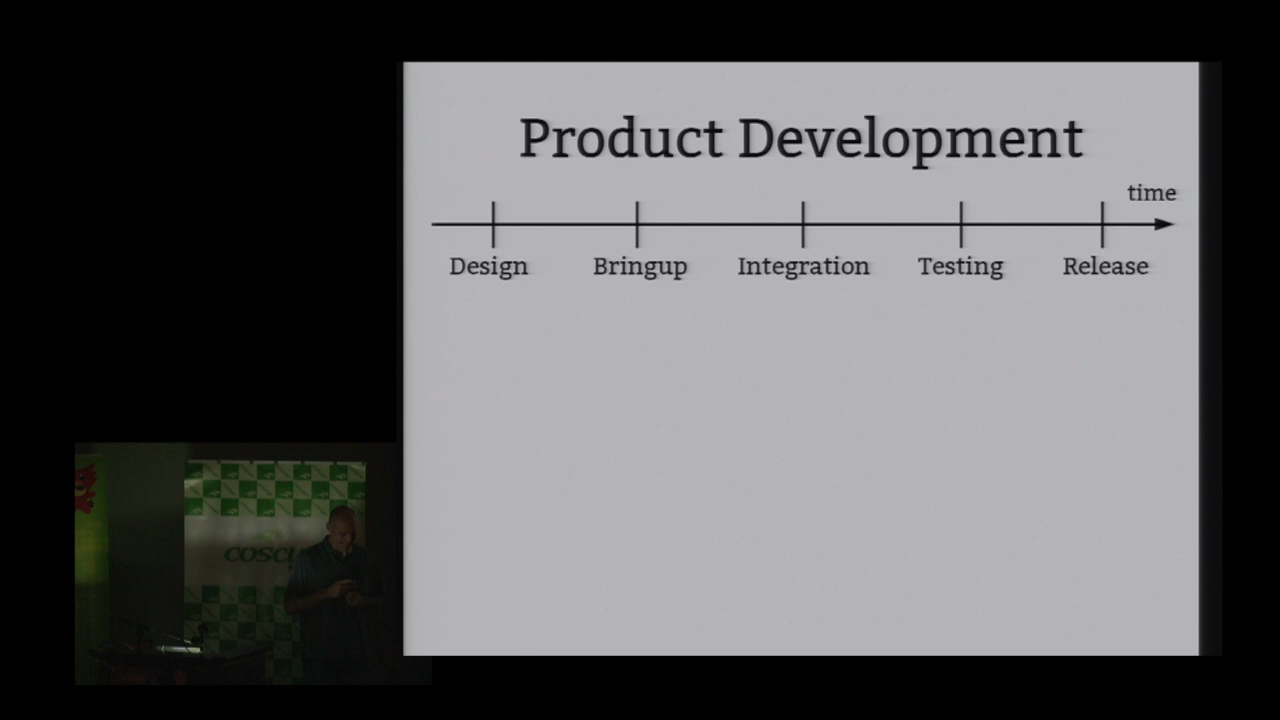 Product Development
time
Design Bringup Integration Testing Release